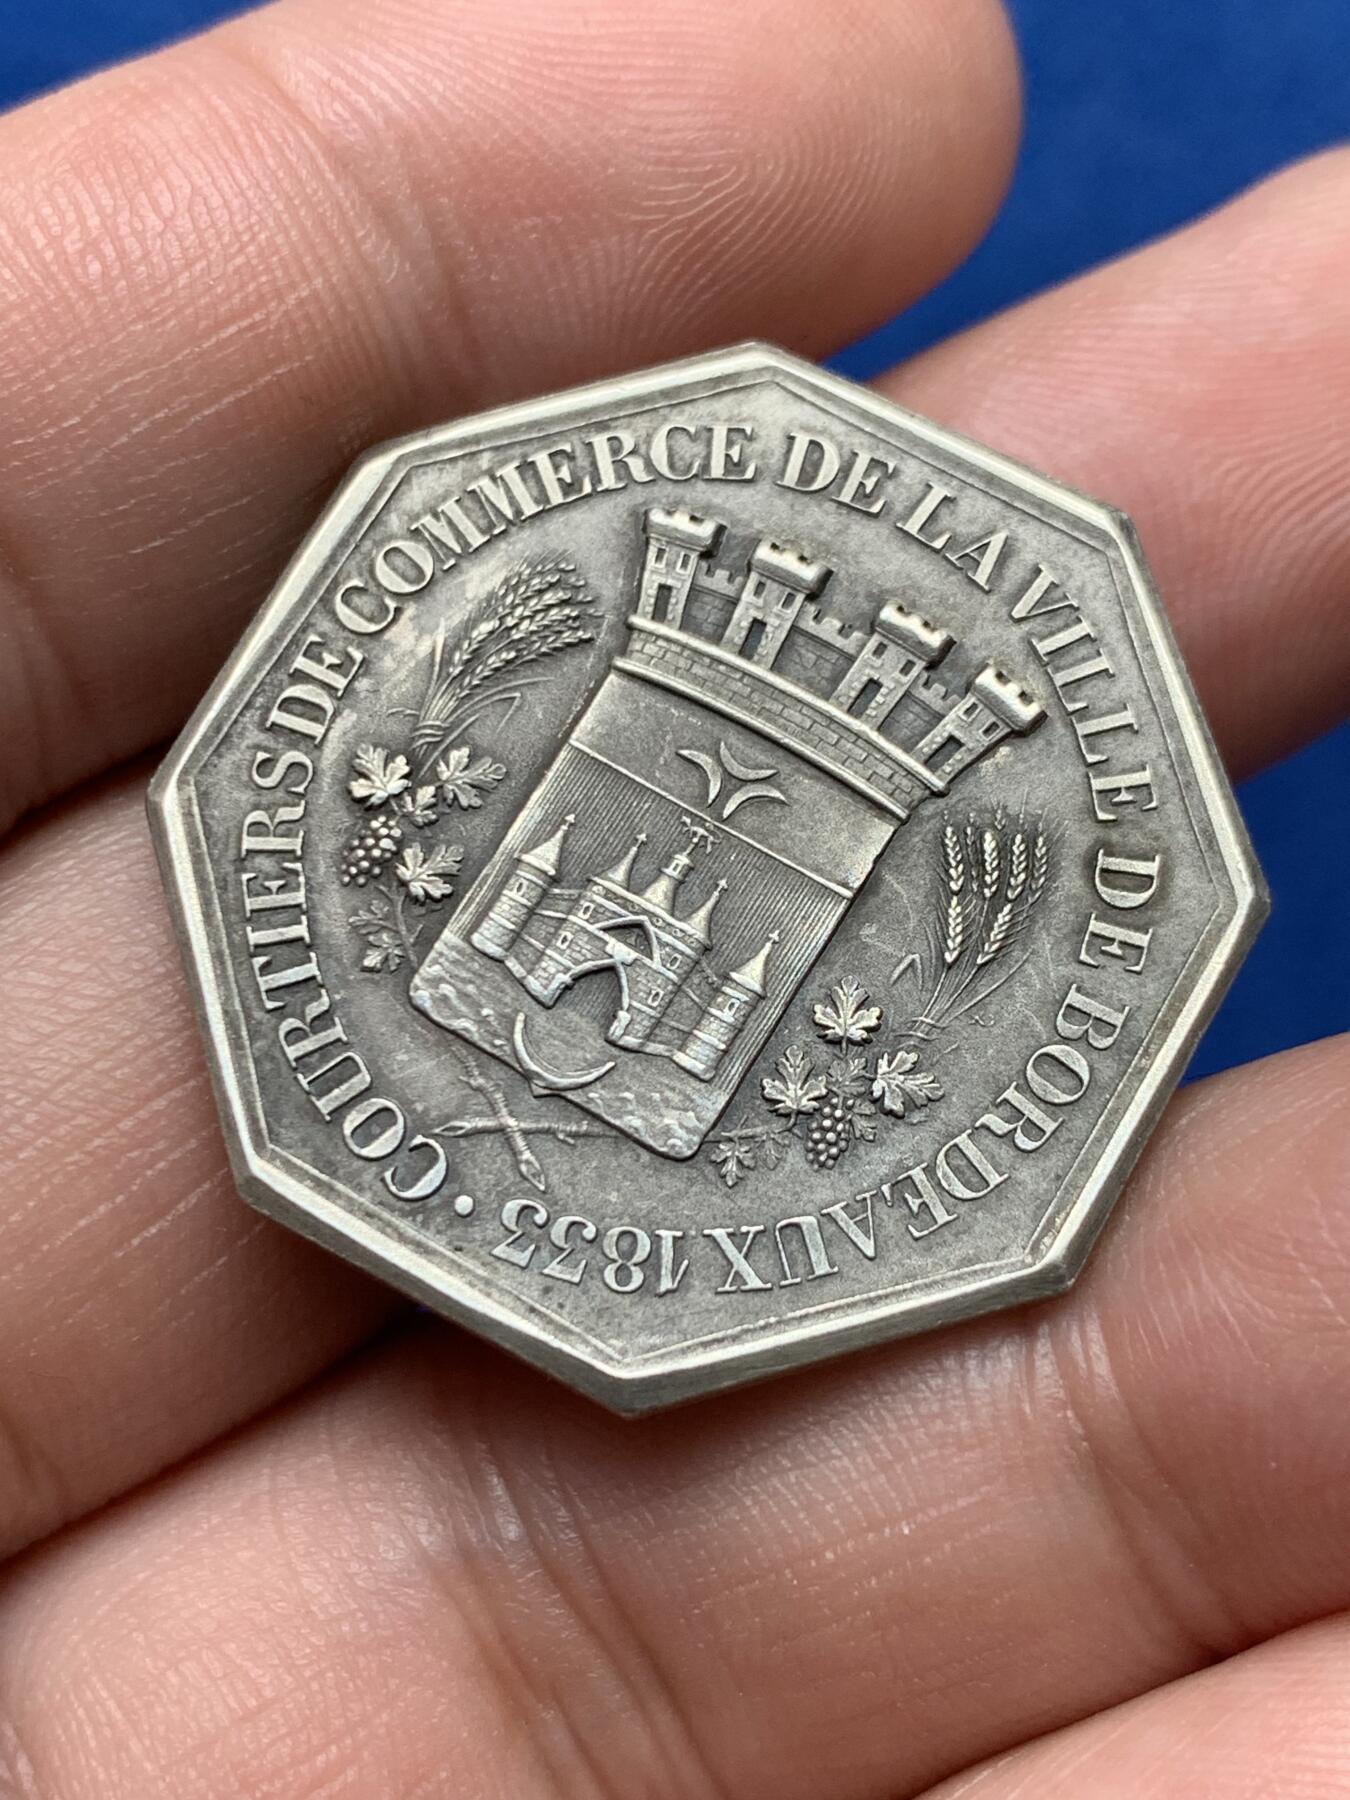 COURTIERS DE COMMERCE DE LA VILLE DE BORDEAUX 1833 •